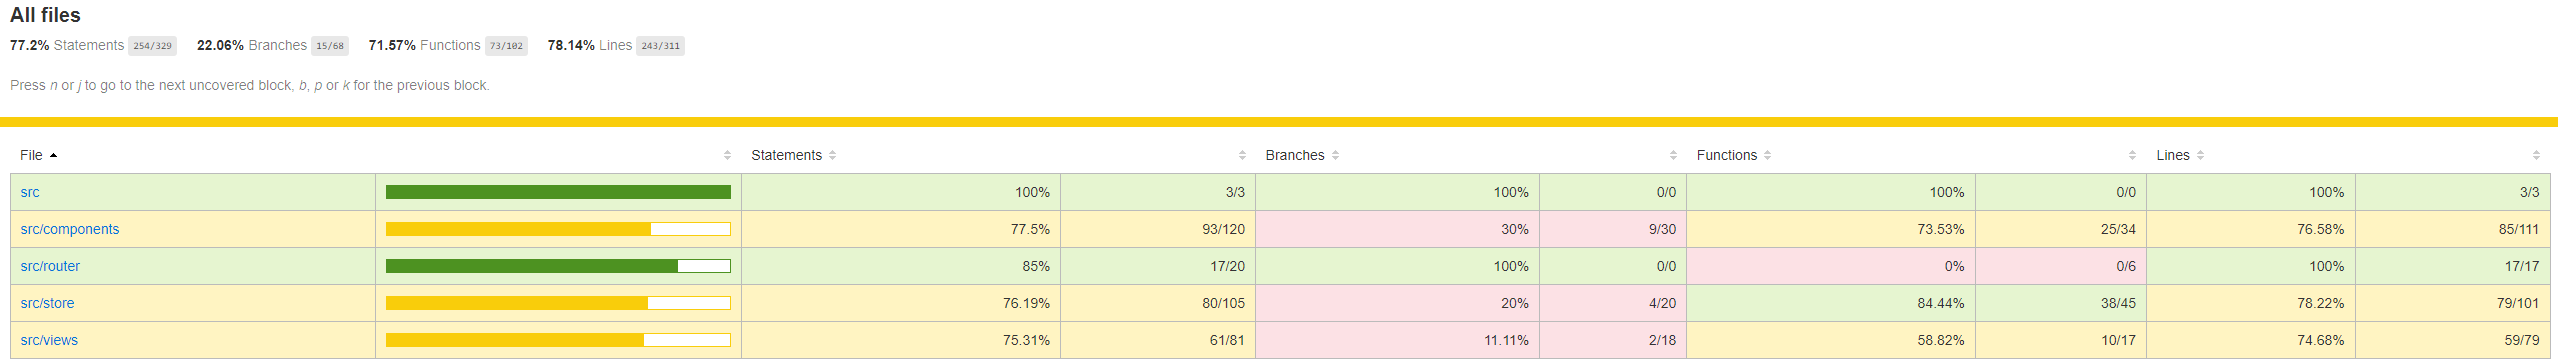 All files
77.2% Statements 254/329 22.06% Branches 15/68 71.57% Functions 73/102 78.14% Lines 243/311
Press n or j to go to the next uncovered block, b, p or k for the previous block.
File Statements Branches Functions Lines
src 100% 3/3 100% 0/0 100% 0/0 100% 3/3
src/components 77.5% 93/120 30% 9/30 73.53% 25/34 76.58% 85/111
src/router 85% 17/20 100% 0/0 0% 0/6 100% 17/17
src/store 76.19% 80/105 20% 4/20 84.44% 38/45 78.22% 79/101
src/views 75.31% 61/81 11.11% 2/18 58.82% 10/17 74.68% 59/79